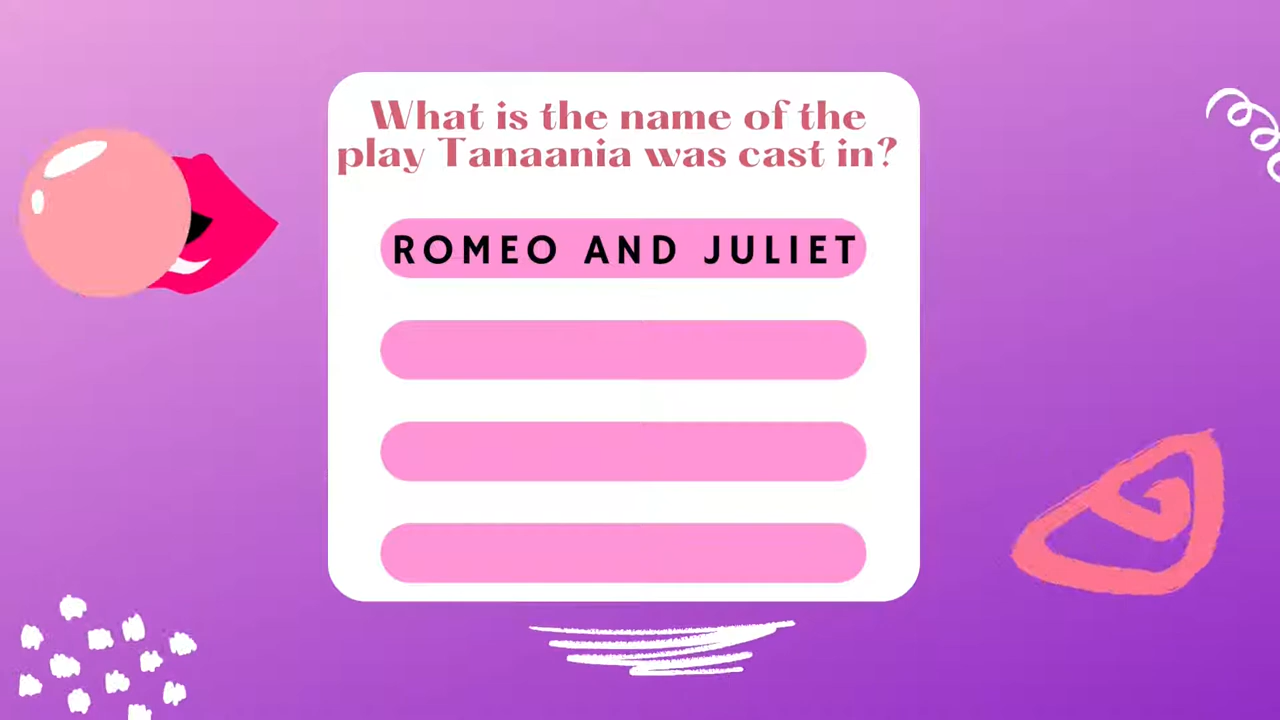 What is the name of the
play Tanaania was cast in?
ROMEO AND JULIET